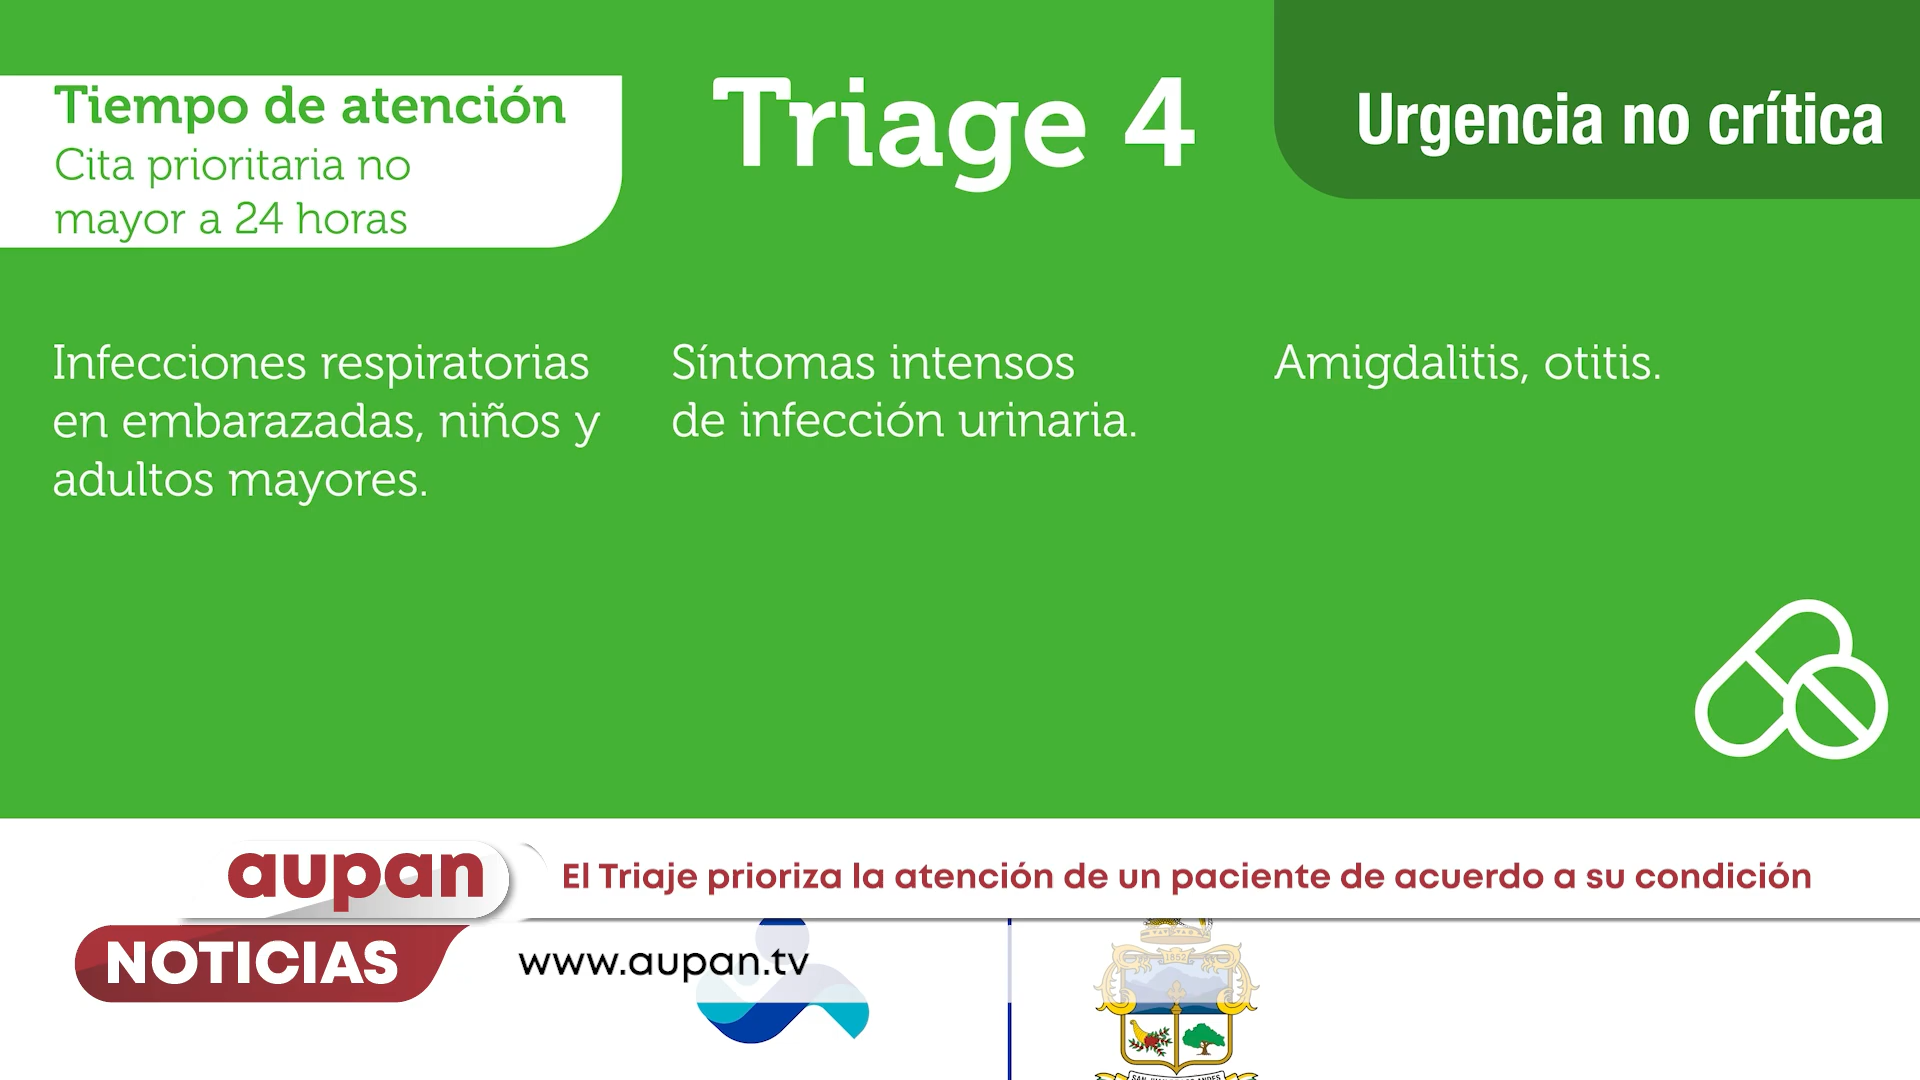 Tiempo de atención
Cita prioritaria no
mayor a 24 horas
Triage 4
Urgencia no crítica
Infecciones respiratorias
en embarazadas, niños y
adultos mayores.
Síntomas intensos
de infección urinaria.
Amigdalitis, otitis.
aupan
NOTICIAS
El Triaje prioriza la atención de un paciente de acuerdo a su condición
www.aupan.tv
1852